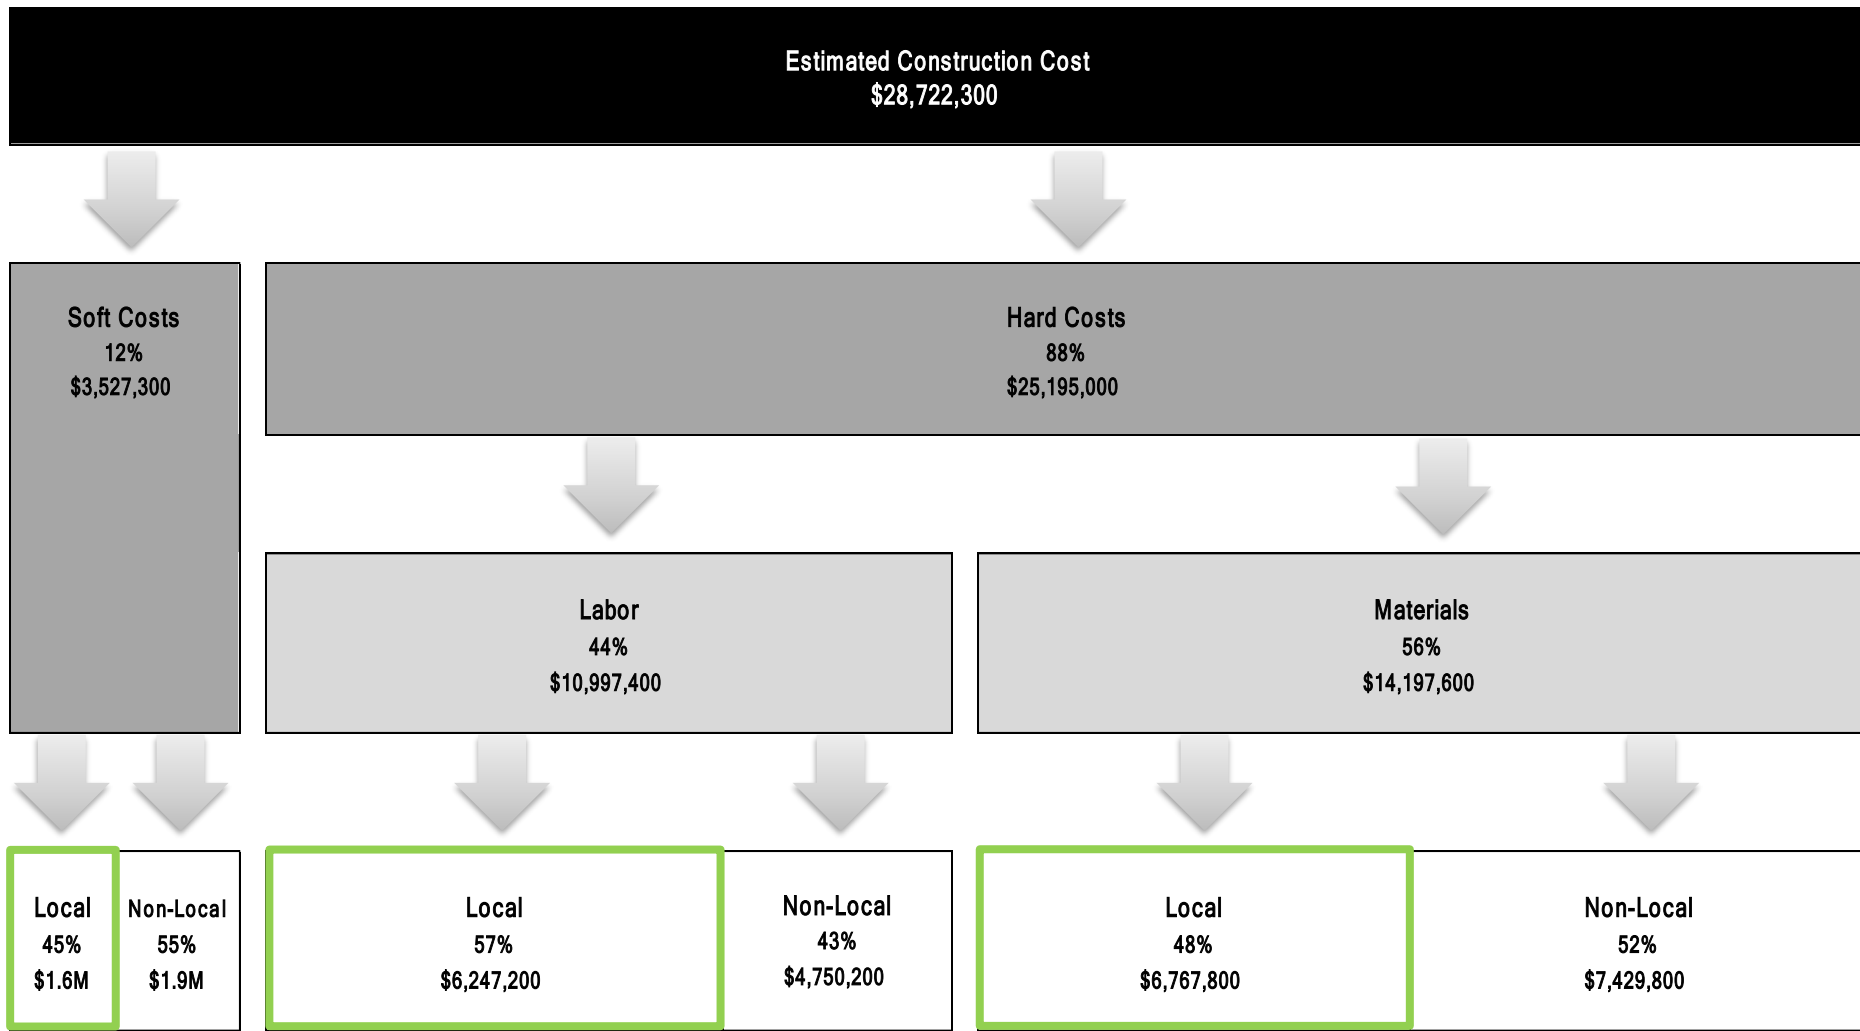 Estimated Construction Cost
$28,722,300
Soft Costs
12%
$3,527,300
Hard Costs
88%
$25,195,000
Labor
44%
$10,997,400
Materials
56%
$14,197,600
Local
45%
$1.6M
Non-Local
55%
$1.9M
Local
57%
$6,247,200
Non-Local
43%
$4,750,200
Local
48%
$6,767,800
Non-Local
52%
$7,429,800